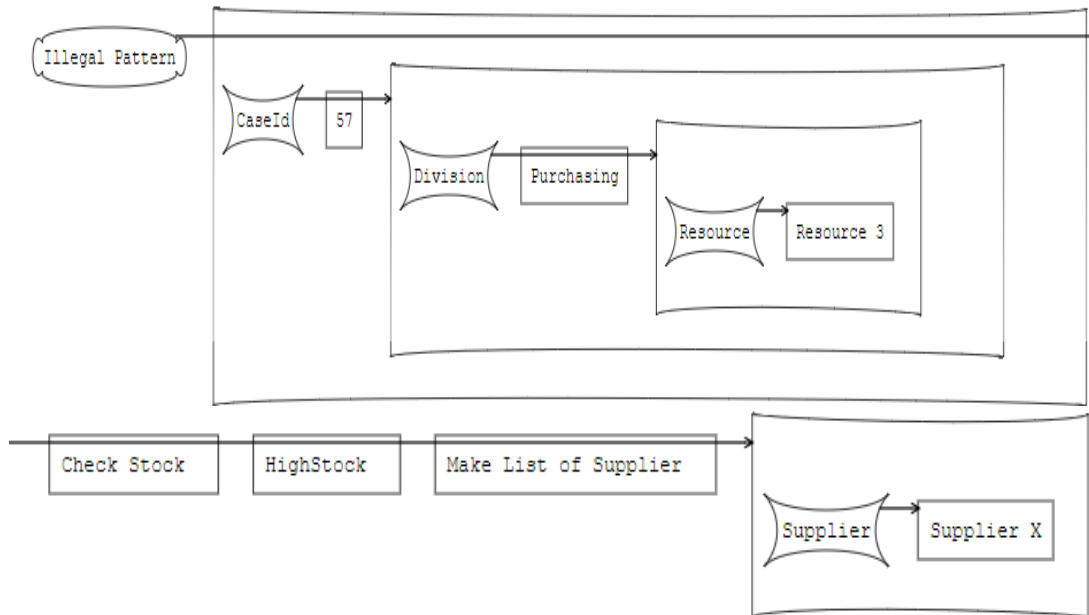 Illegal Pattern
CaseId
57
Division
Purchasing
Resource
Resource 3
Check Stock
HighStock
Make List of Supplier
Supplier
Supplier X